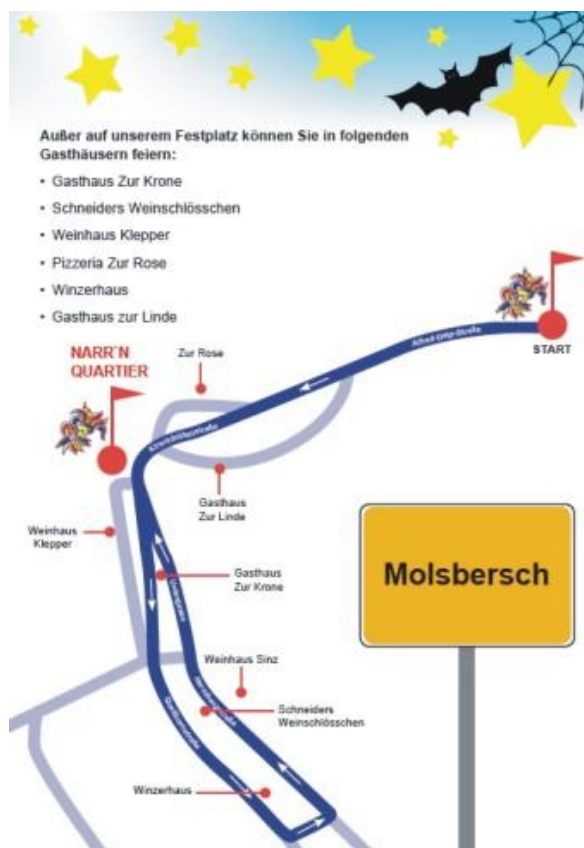 Außer auf unserem Festplatz können Sie in folgenden
Gasthäusern feiern:
• Gasthaus Zur Krone
• Schneiders Weinschlösschen
• Weinhaus Klepper
• Pizzeria Zur Rose
• Winzerhaus
• Gasthaus zur Linde
START
NARR'N
QUARTIER
Zur Rose
Gasthaus
Zur Linde
Weinhaus
Klepper
Gasthaus
Zur Krone
Molsbersch
Weinhaus Sinz
Schneiders
Weinschlösschen
Winzerhaus